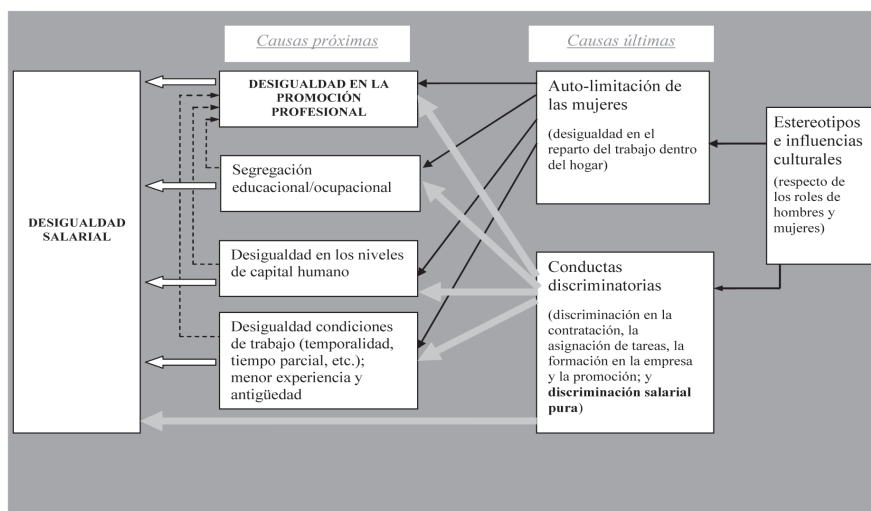 Causas próximas
Causas últimas
DESIGUALDAD
SALARIAL
DESIGUALDAD EN LA
PROMOCIÓN
PROFESIONAL
Segregación
educacional/ocupacional
Desigualdad en los niveles
de capital humano
Desigualdad condiciones
de trabajo (temporalidad,
tiempo parcial, etc.);
menor experiencia y
antigüedad
Auto-limitación de
las mujeres
(desigualdad en el
reparto del trabajo dentro
del hogar)
Conductas
discriminatorias
(discriminación en la
contratación, la
asignación de tareas, la
formación en la empresa
y la promoción; y
discriminación salarial
pura)
Estereotipos
e influencias
culturales
(respecto de
los roles de
hombres y
mujeres)